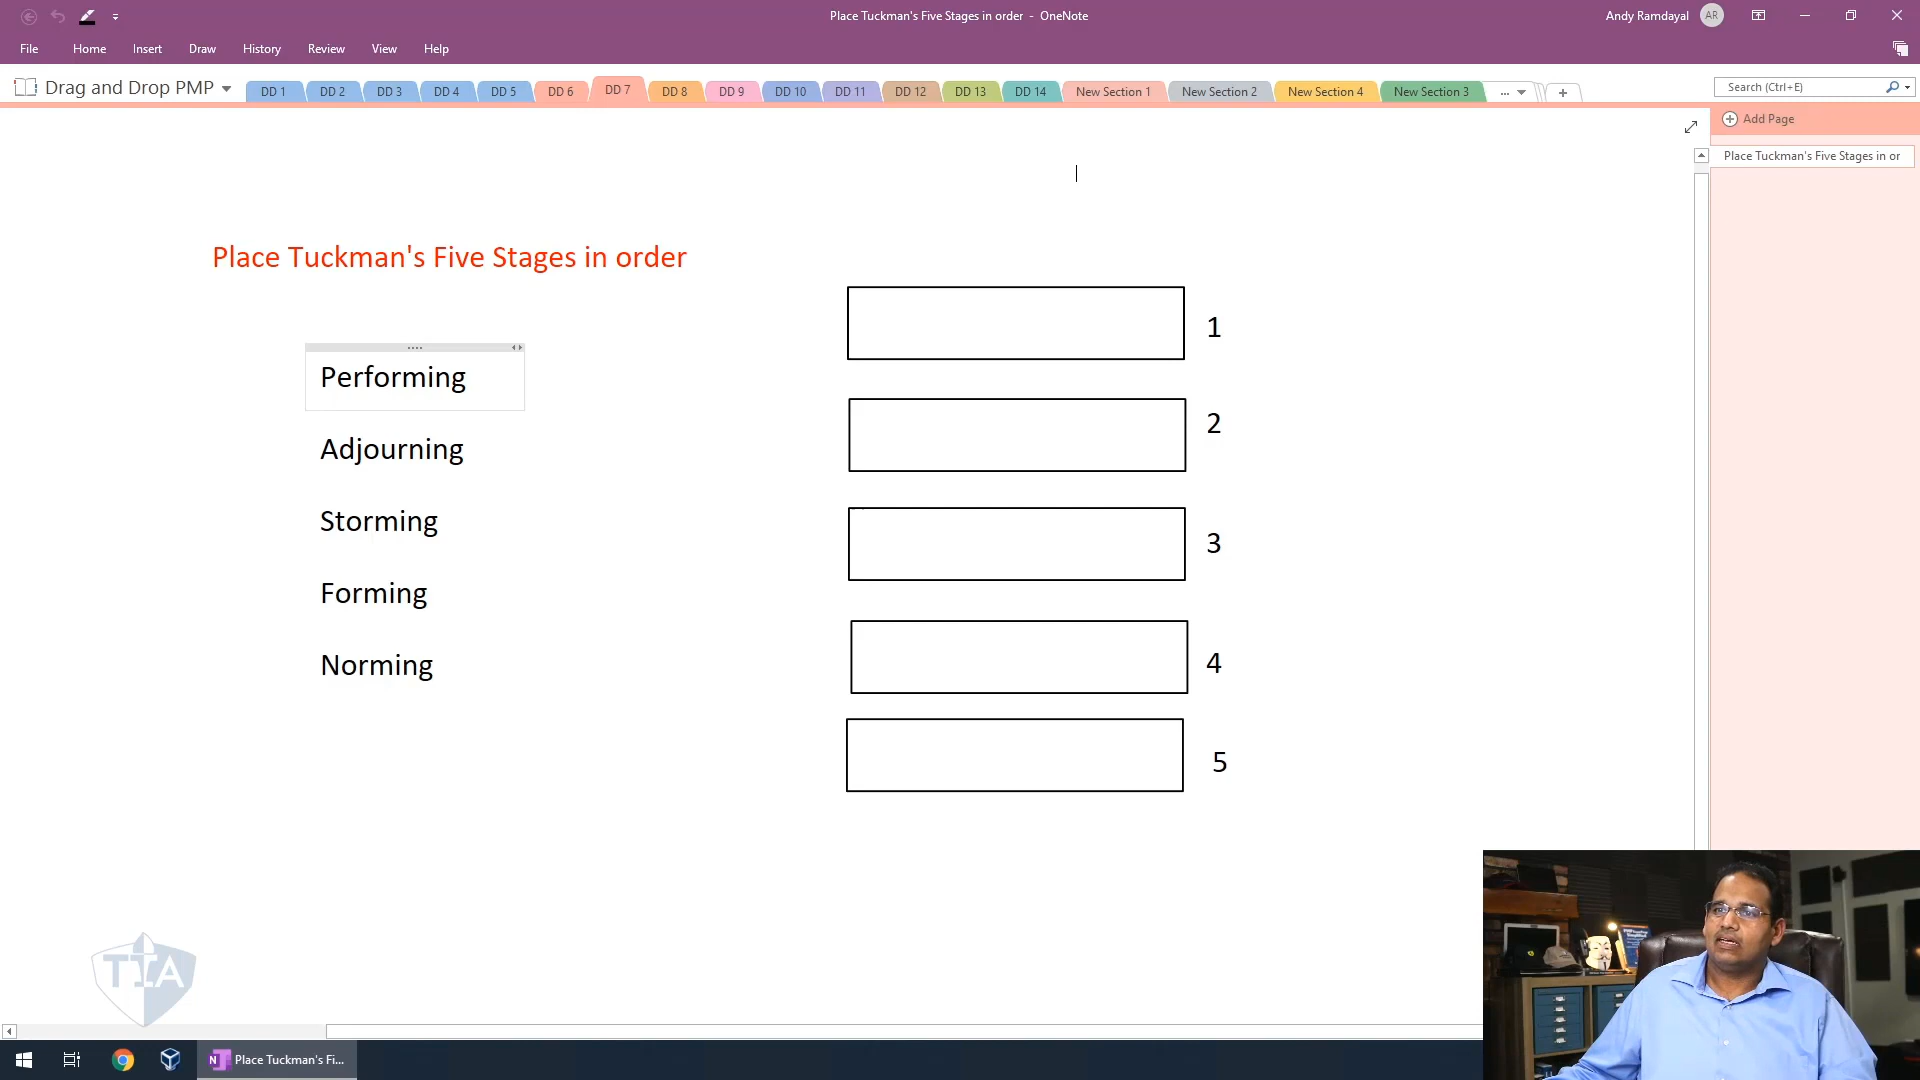 Place Tuckman's Five Stages in order - OneNote
Andy Ramdayal
AR
File Home Insert Draw History Review View Help
Drag and Drop PMP
DD 1 DD 2 DD 3 DD 4 DD 5 DD 6 DD 7 DD 8 DD 9 DD 10 DD 11 DD 12 DD 13 DD 14 New Section 1 New Section 2 New Section 4 New Section 3 ...
Search (Ctrl+E)
Add Page
Place Tuckman's Five Stages in or
Place Tuckman's Five Stages in order
Performing
Adjourning
Storming
Forming
Norming
1
2
3
4
5
TIA
N Place Tuckman's Fi...